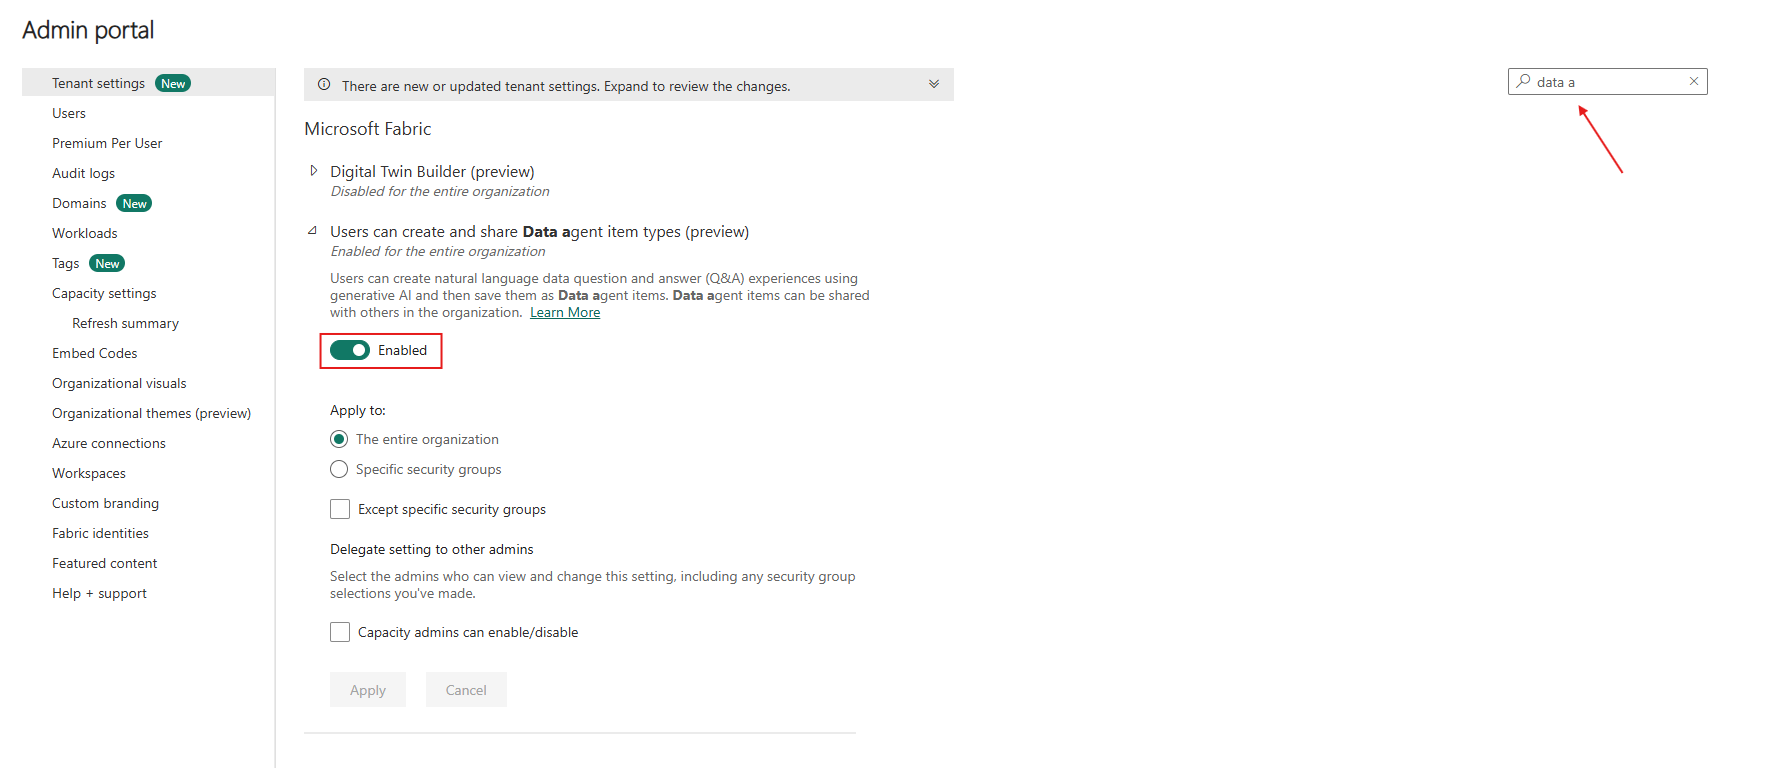 Admin portal
Tenant settings New
Users
Premium Per User
Audit logs
Domains New
Workloads
Tags New
Capacity settings
Refresh summary
Embed Codes
Organizational visuals
Organizational themes (preview)
Azure connections
Workspaces
Custom branding
Fabric identities
Featured content
Help + support
There are new or updated tenant settings. Expand to review the changes.
data a
Microsoft Fabric
Digital Twin Builder (preview)
Disabled for the entire organization
Users can create and share Data agent item types (preview)
Enabled for the entire organization
Users can create natural language data question and answer (Q&A) experiences using
generative AI and then save them as Data agent items. Data agent items can be shared
with others in the organization. Learn More
Enabled
Apply to:
The entire organization
Specific security groups
Except specific security groups
Delegate setting to other admins
Select the admins who can view and change this setting, including any security group
selections you've made.
Capacity admins can enable/disable
Apply Cancel